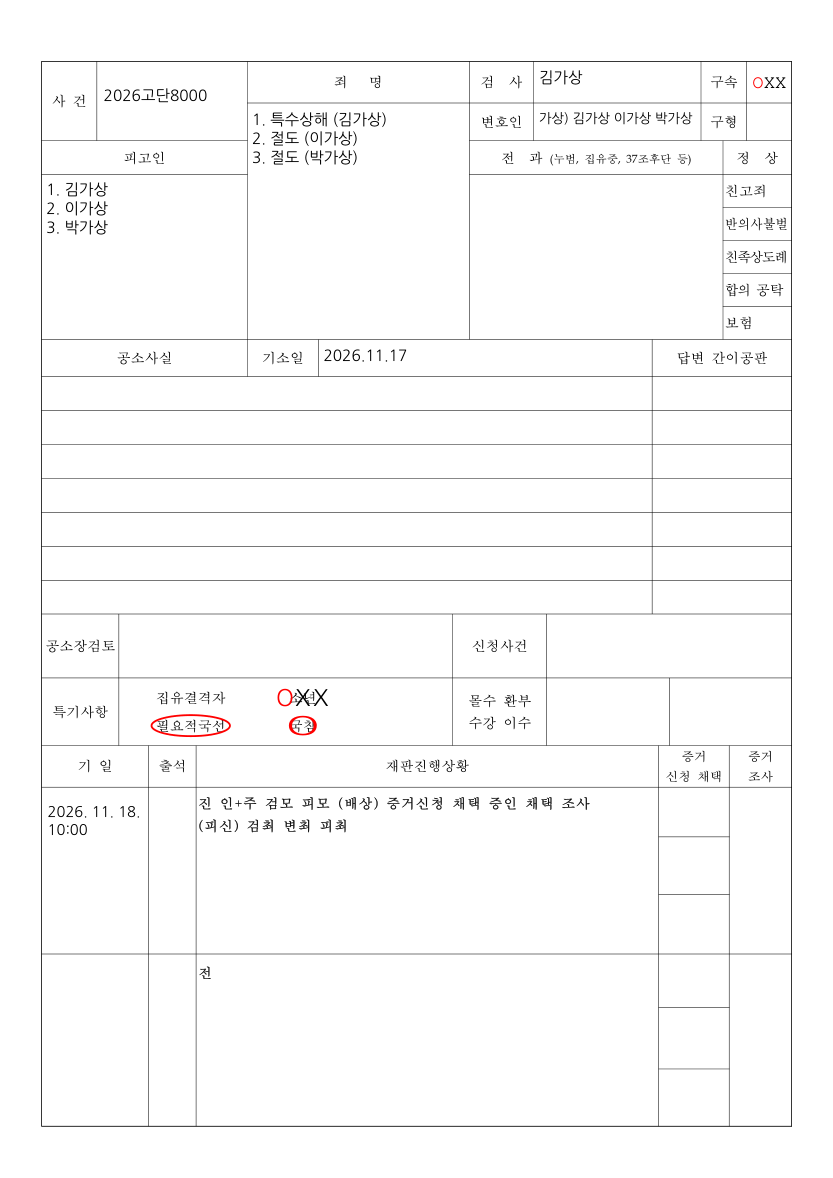 사 건
2026고단8000
죄 명
검 사
김가상
구속
OXX
1. 특수상해 (김가상)
2. 절도 (이가상)
3. 절도 (박가상)
변호인
가상) 김가상 이가상 박가상
구형
피고인
전 과 (누범, 집유중, 37조후단 등)
정 상
1. 김가상
2. 이가상
3. 박가상
친고죄
반의사불벌
친족상도례
합의 공탁
보험
공소사실
기소일
2026.11.17
답변 간이공판
공소장검토
신청사건
특기사항
집유결격자
소년
OXX
필요적국선
국참
몰수 환부
수강 이수
기 일
출석
재판진행상황
증거
신청 채택
증거
조사
2026. 11. 18.
10:00
진 인+주 검모 피모 (배상) 증거신청 채택 증인 채택 조사
(피신) 검최 변최 피최
전